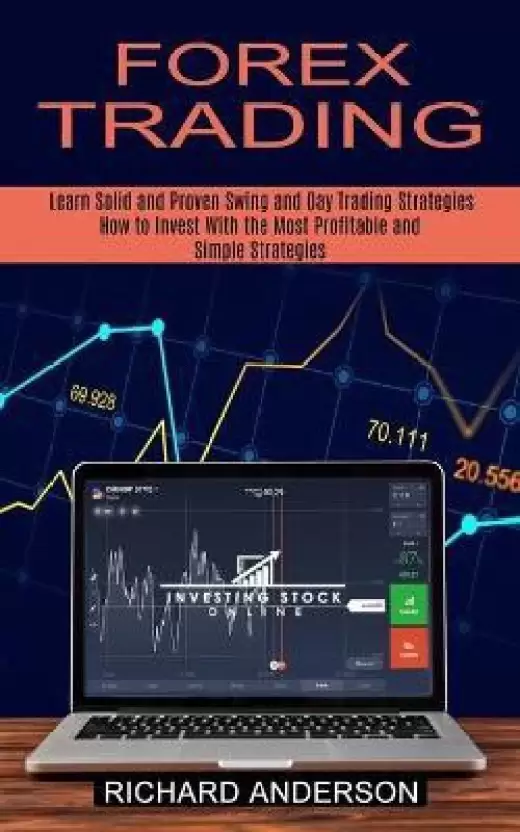 FOREX
TRADING
Learn Solid and Proven Swing and Day Trading Strategies
How to Invest With the Most Profitable and
Simple Strategies
69.928
70.111
20.556
87%
INVESTING STOCK
ONLINE
RICHARD ANDERSON